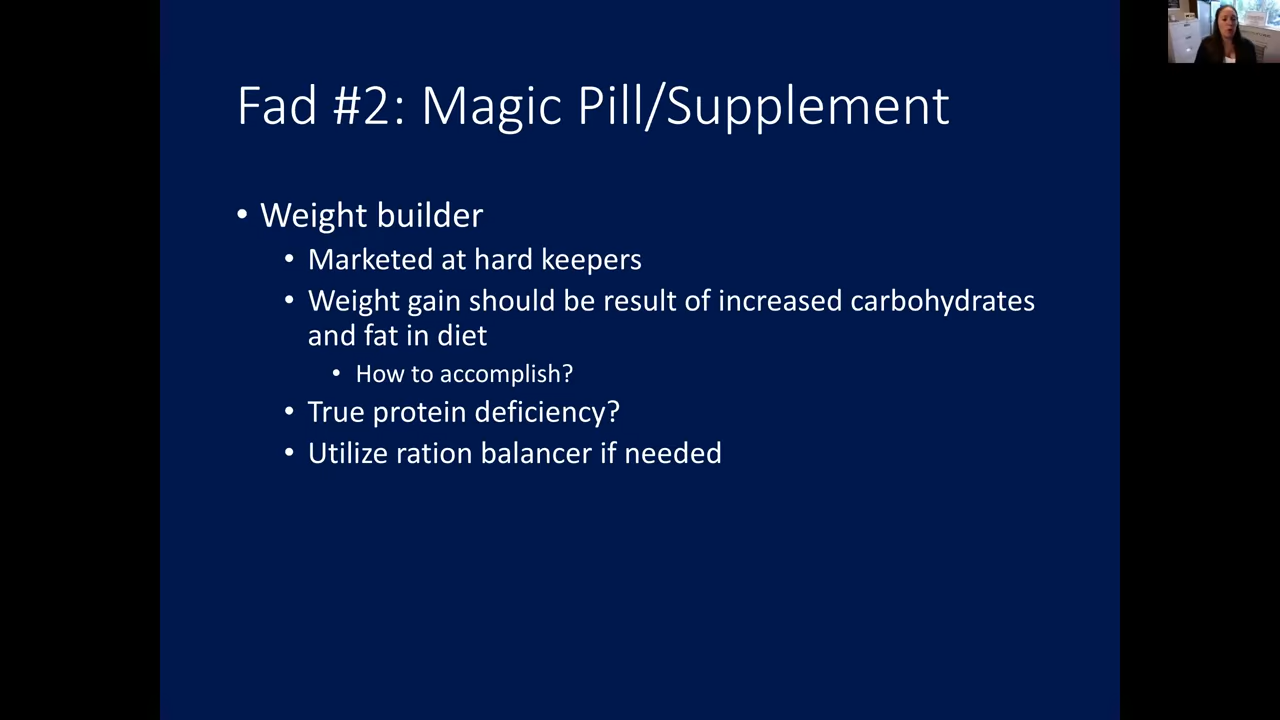 Fad #2: Magic Pill/Supplement
• Weight builder
• Marketed at hard keepers
• Weight gain should be result of increased carbohydrates
and fat in diet
• How to accomplish?
• True protein deficiency?
• Utilize ration balancer if needed